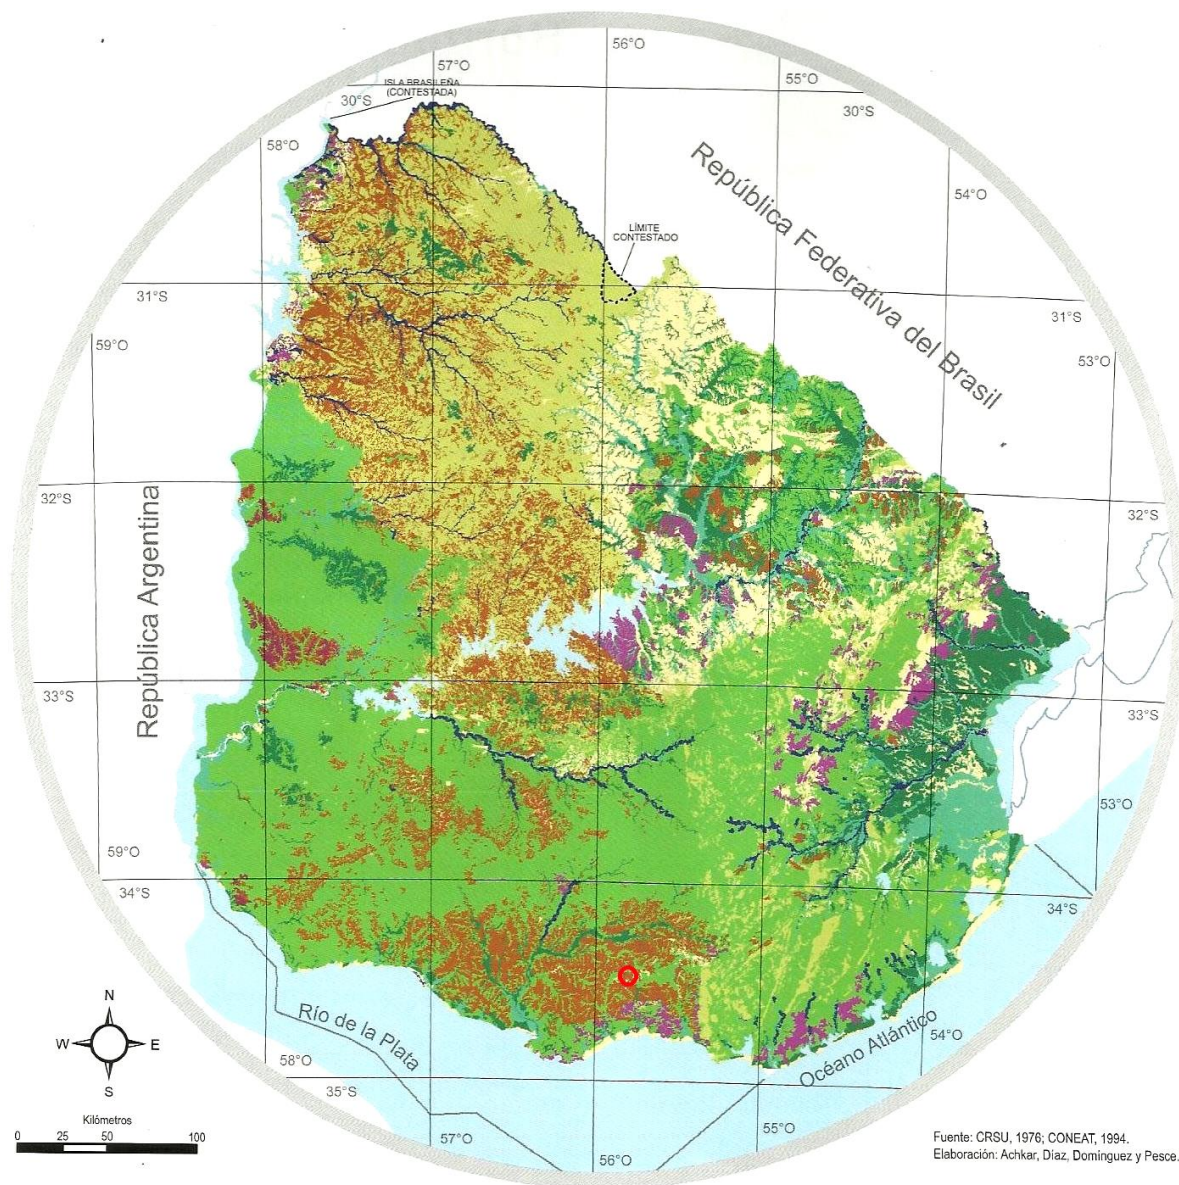 56°O
57°O
55°O
ISLA BRASILEÑA
(CONTESTADA)
30°S
30°S
58°O
54°O
República Federativa del Brasil
LÍMITE
CONTESTADO
31°S
31°S
59°O
53°O
32°S
32°S
República Argentina
33°S
33°S
53°O
59°O
34°S
34°S
N
W
E
S
Río de la Plata
Océano Atlántico
54°O
58°O
35°S
Kilómetros
0 25 50 100
57°O
55°O
56°O
Fuente: CRSU, 1976; CONEAT, 1994.
Elaboración: Achkar, Díaz, Domínguez y Pesce.